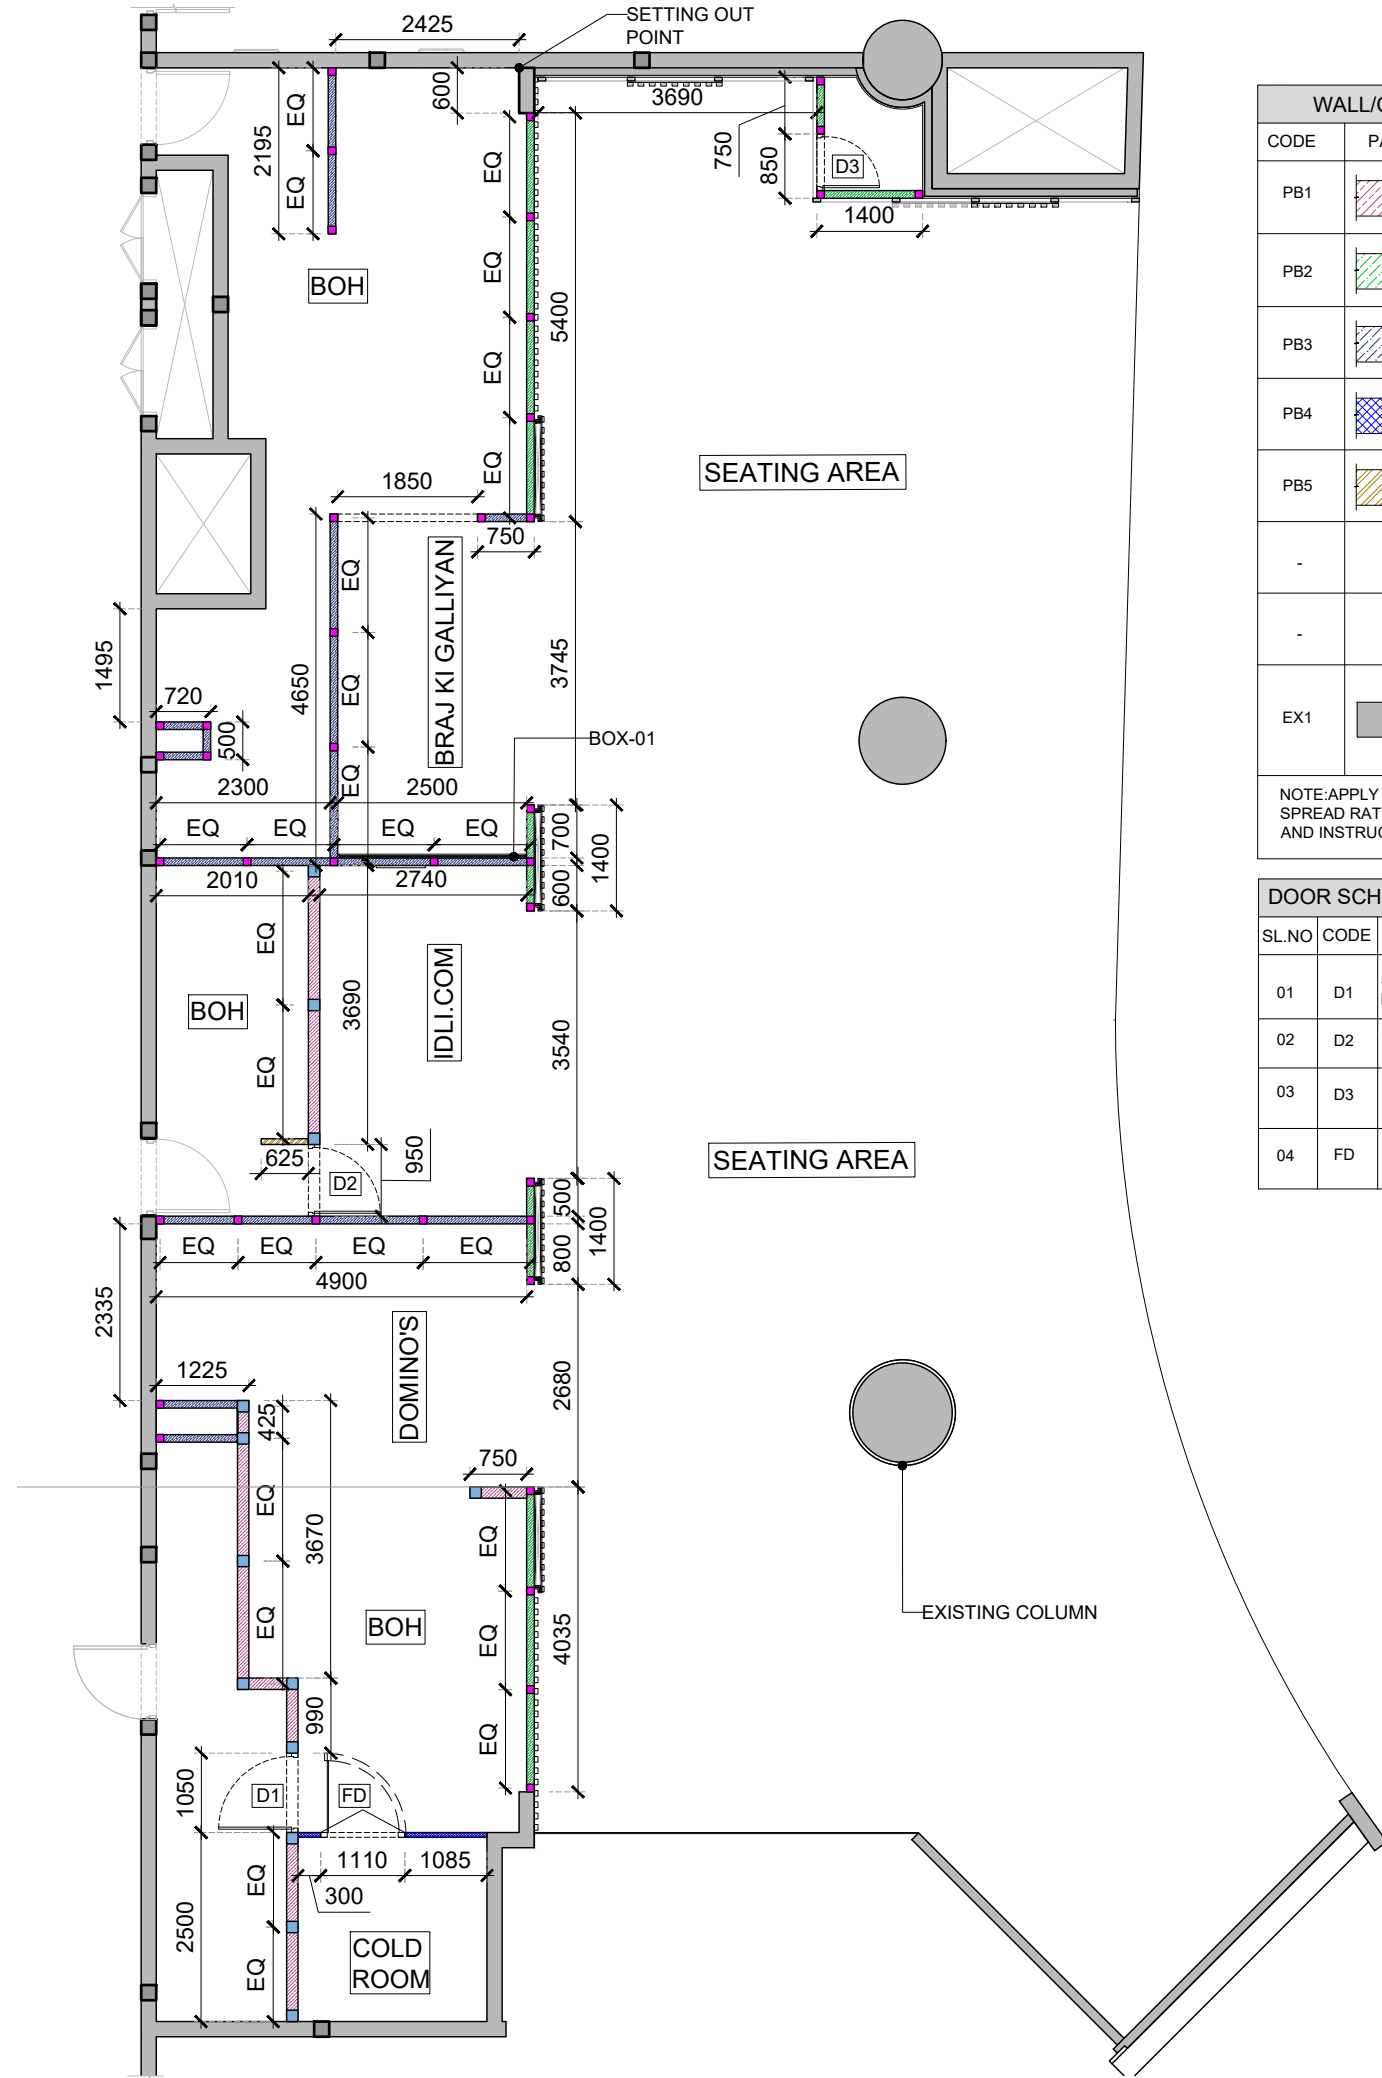 SETTING OUT
POINT
2425
600
3690
EQ
2195
EQ
750
850
D3
EQ
1400
BOH
EQ
5400
EQ
SEATING AREA
EQ
1850
750
EQ
BRAJ KI GALLIYAN
1495
4650
EQ
3745
720
500
BOX-01
EQ
2300
2500
EQ
EQ
EQ
EQ
700
1400
2010
2740
600
EQ
BOH
3690
IDLI.COM
3540
EQ
950
SEATING AREA
625
D2
500
1400
EQ
EQ
EQ
EQ
800
4900
2335
DOMINO'S
1225
425
2680
750
EQ
3670
EQ
EQ
BOH
EQ
4035
EXISTING COLUMN
990
EQ
1050
D1
FD
1110
1085
EQ
300
2500
COLD
ROOM
EQ
WALL/
CODE
PB1
PB2
PB3
PB4
PB5
-
-
EX1
NOTE:APPLY
SPREAD RAT
AND INSTRU
DOOR SCH
SL.NO CODE
01 D1
02 D2
03 D3
04 FD